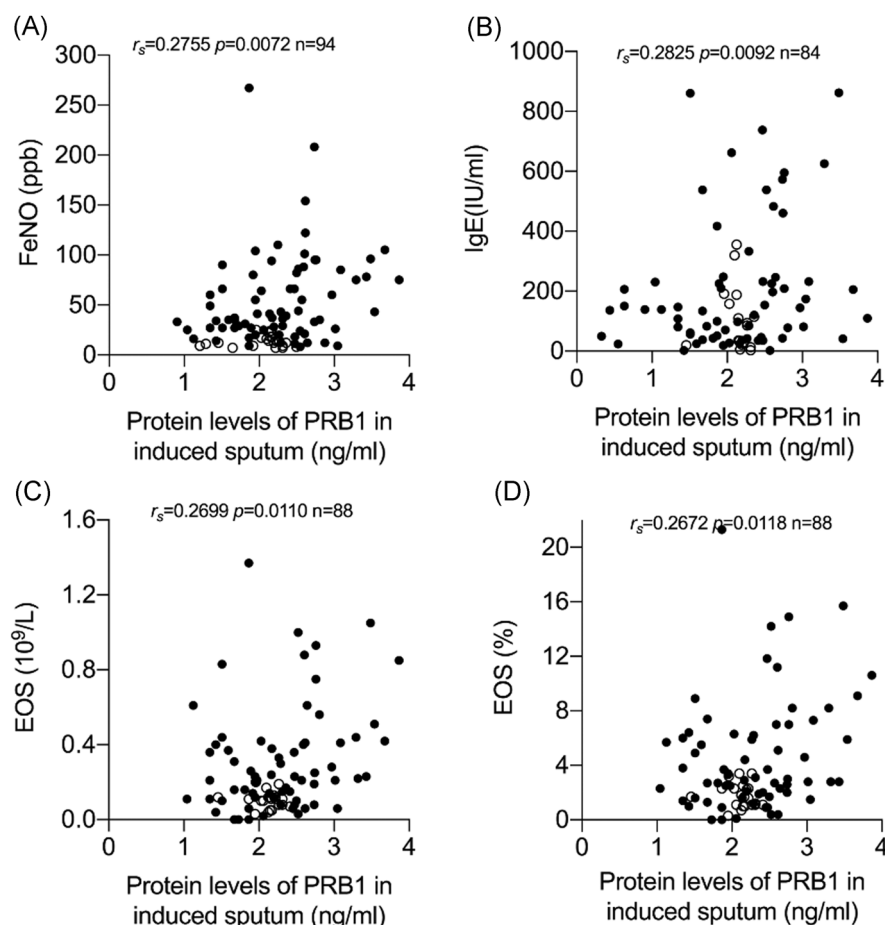 (A)
r_s=0.2755 p=0.0072 n=94
300
250
200
150
100
50
0
FeNO (ppb)
0 1 2 3 4
Protein levels of PRB1 in
induced sputum (ng/ml)
(B)
r_s=0.2825 p=0.0092 n=84
1000
800
600
400
200
0
IgE(IU/ml)
0 1 2 3 4
Protein levels of PRB1 in
induced sputum (ng/ml)
(C)
r_s=0.2699 p=0.0110 n=88
1.6
1.2
0.8
0.4
0.0
EOS (10⁹/L)
0 1 2 3 4
Protein levels of PRB1 in
induced sputum (ng/ml)
(D)
r_s=0.2672 p=0.0118 n=88
20
16
12
8
4
0
EOS (%)
0 1 2 3 4
Protein levels of PRB1 in
induced sputum (ng/ml)